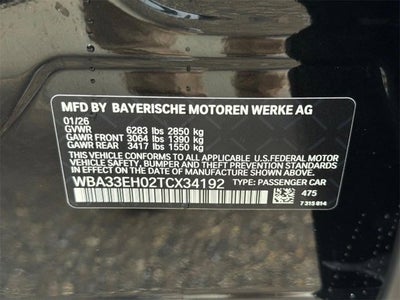 MFD BY BAYERISCHE MOTOREN WERKE AG
01/26
GVWR 6283 lbs 2850 kg
GAWR FRONT 3064 lbs 1390 kg
GAWR REAR 3417 lbs 1550 kg
THIS VEHICLE CONFORMS TO ALL APPLICABLE U.S.FEDERAL MOTOR
VEHICLE SAFETY, BUMPER, AND THEFT PREVENTION STANDARDS
IN EFFECT ON THE DATE OF MANUFACTURE SHOWN ABOVE.
WBA33EH02TCX34192 TYPE: PASSENGER CAR
475
7 315 814